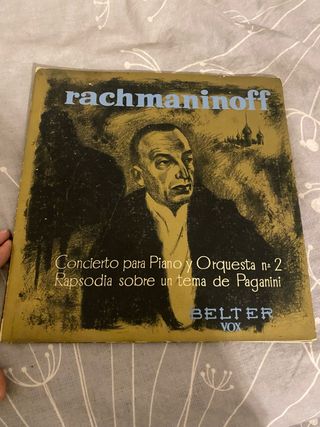 rachmaninoff
Concierto para Piano y Orquesta nº 2
Rapsodia sobre un tema de Paganini
BELTER
VOX